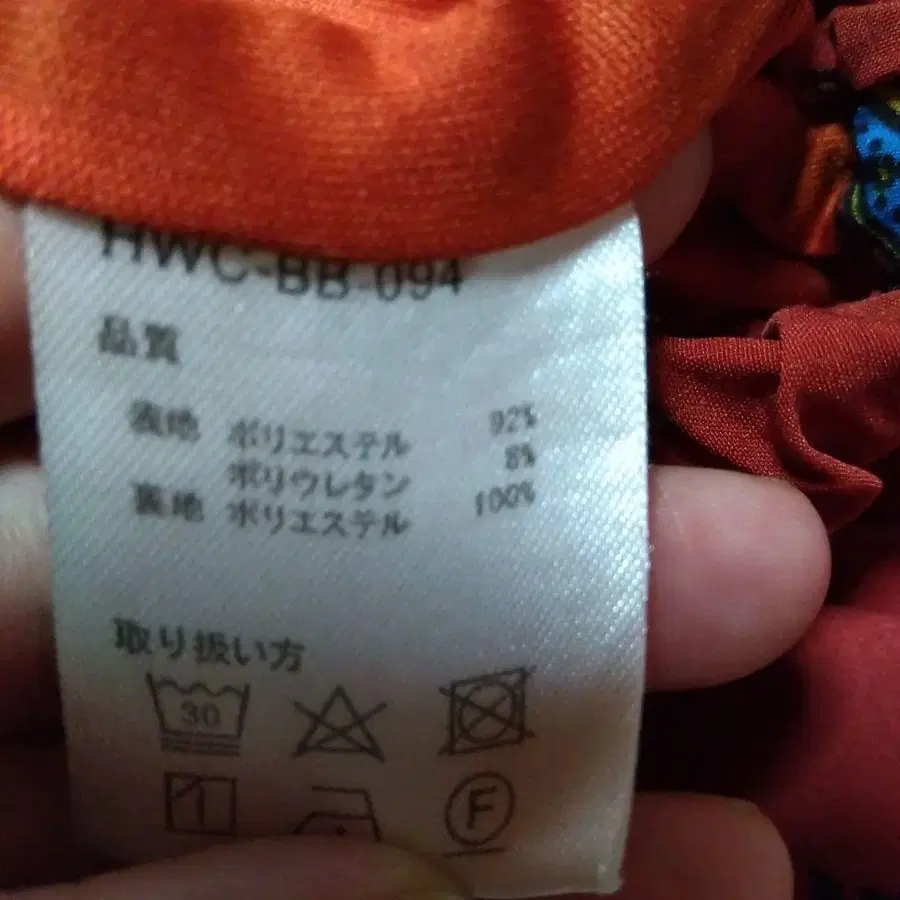 HWC-BB-094
品質
表地 ポリエステル 92%
ポリウレタン 8%
裏地 ポリエステル 100%
取り扱い方
30
F